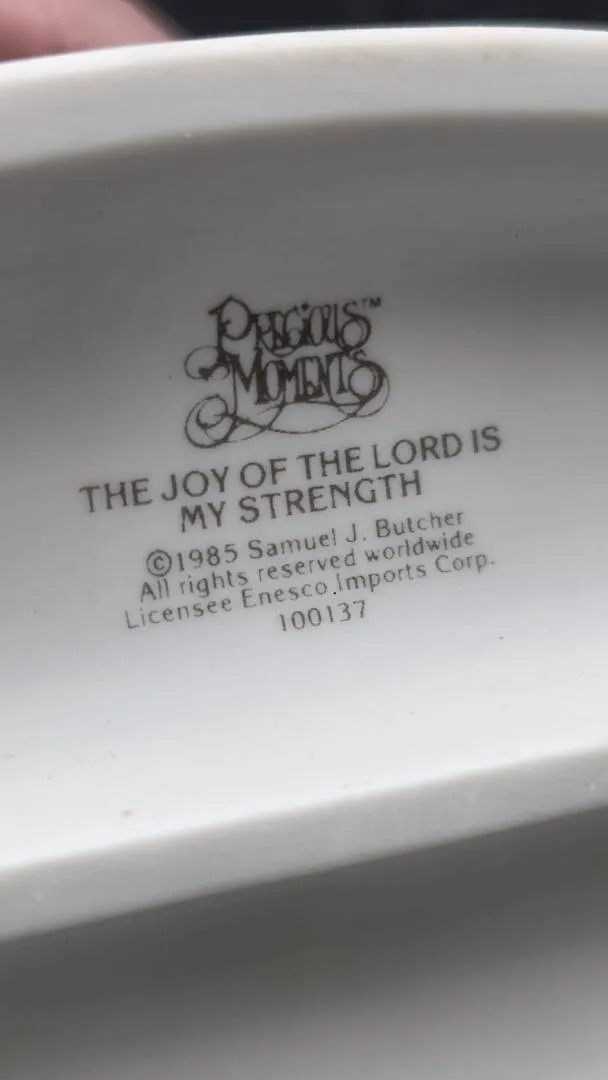 PRECIOUS™
MOMENTS
THE JOY OF THE LORD IS
MY STRENGTH
©1985 Samuel J. Butcher
All rights reserved worldwide
Licensee Enesco Imports Corp.
100137